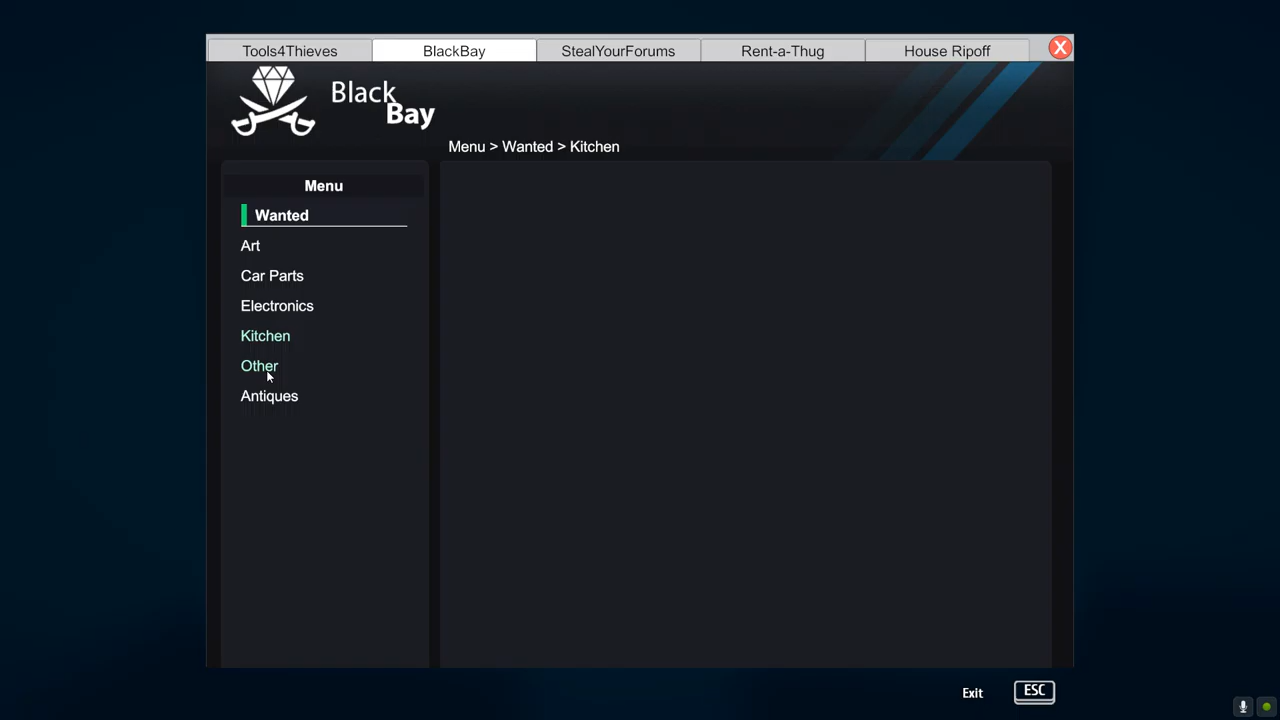 Tools4Thieves
BlackBay
StealYourForums
Rent-a-Thug
House Ripoff
X
Black
Bay
Menu > Wanted > Kitchen
Menu
Wanted
Art
Car Parts
Electronics
Kitchen
Other
Antiques
Exit
ESC